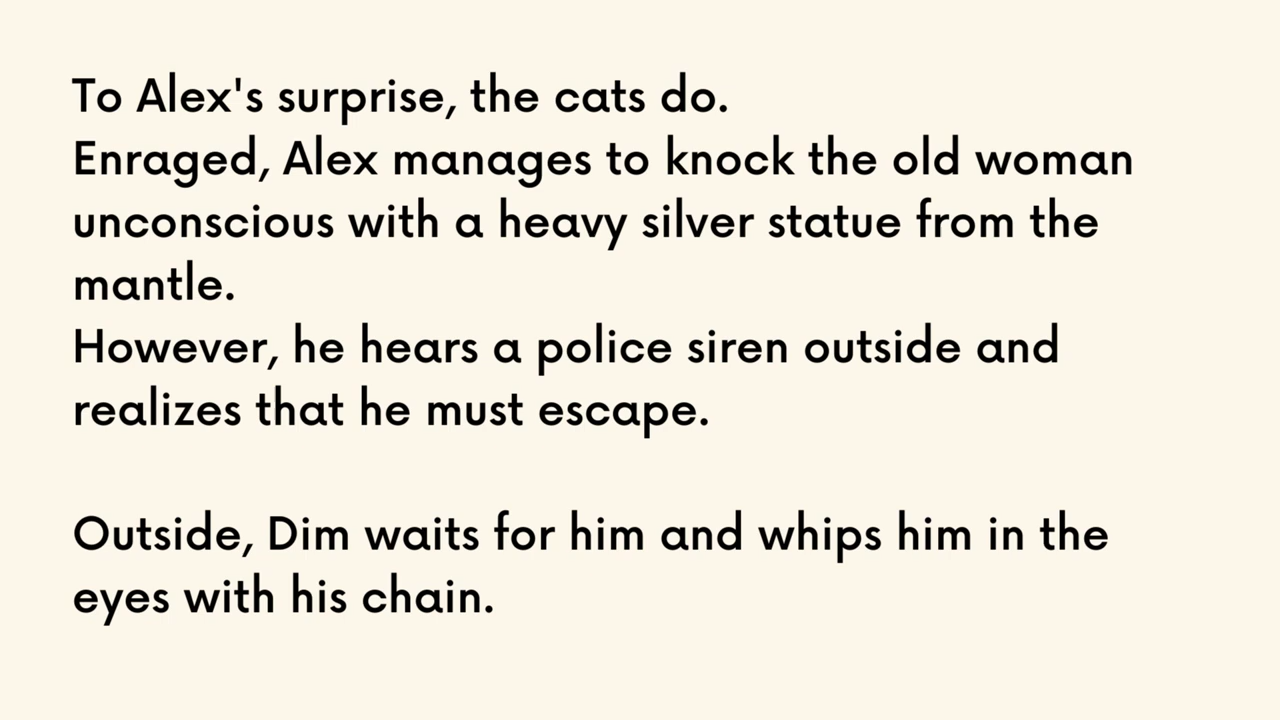 To Alex's surprise, the cats do.
Enraged, Alex manages to knock the old woman
unconscious with a heavy silver statue from the
mantle.
However, he hears a police siren outside and
realizes that he must escape.
Outside, Dim waits for him and whips him in the
eyes with his chain.